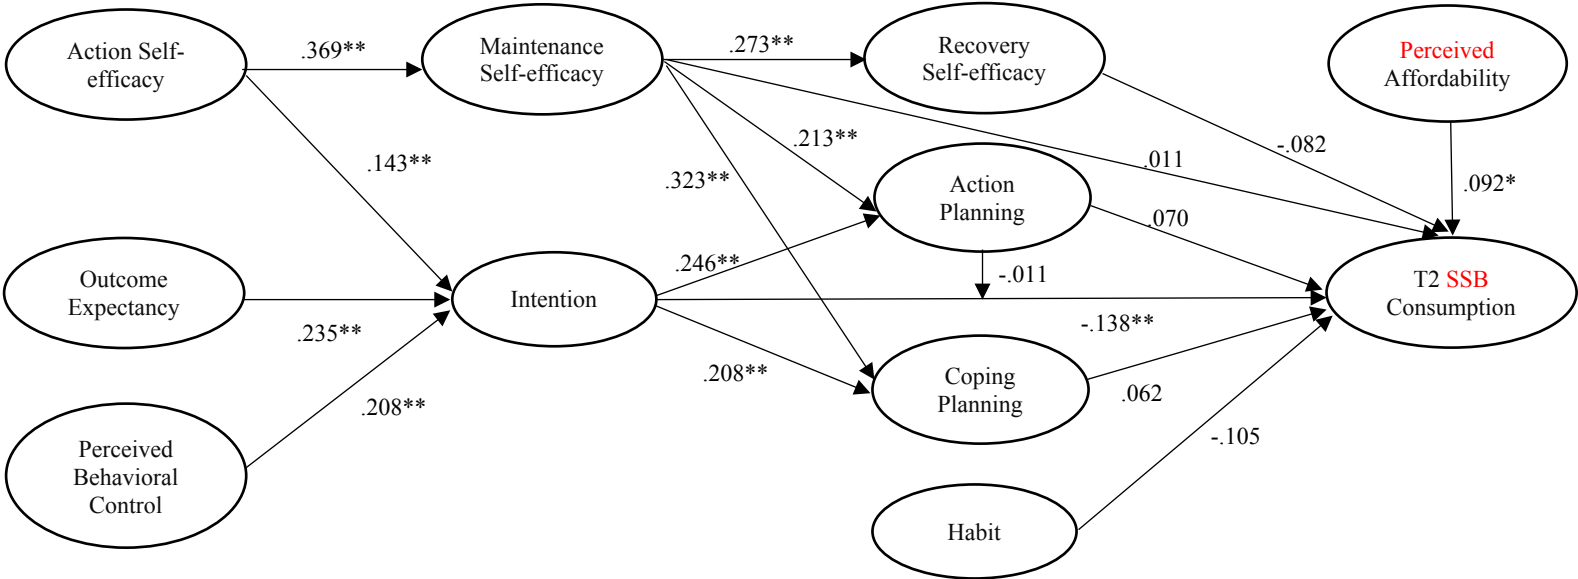 Action Self-
efficacy
.369**
Maintenance
Self-efficacy
.273**
Recovery
Self-efficacy
Perceived
Affordability
.143**
.213**
.323**
.011
-.082
.092*
Action
Planning
.070
Outcome
Expectancy
.235**
Intention
.246**
-.011
-.138**
T2 SSB
Consumption
.208**
Perceived
Behavioral
Control
.208**
Coping
Planning
.062
-.105
Habit